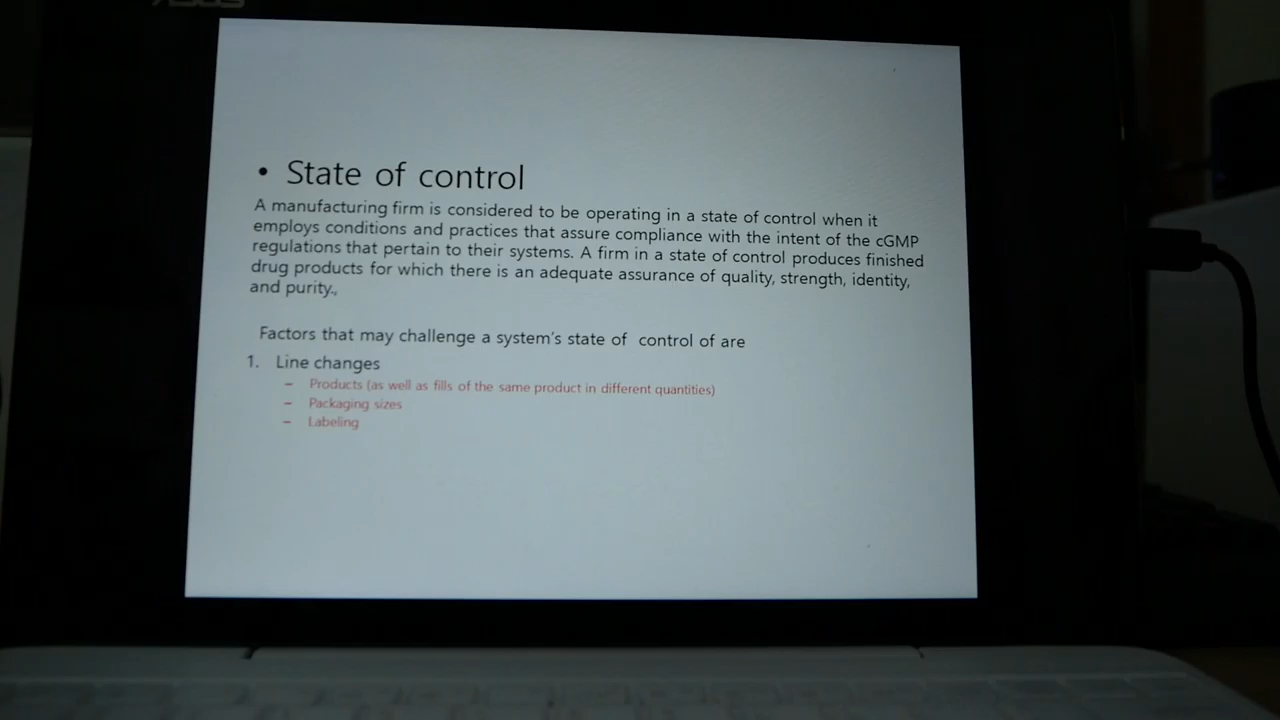 • State of control
A manufacturing firm is considered to be operating in a state of control when it
employs conditions and practices that assure compliance with the intent of the cGMP
regulations that pertain to their systems. A firm in a state of control produces finished
drug products for which there is an adequate assurance of quality, strength, identity,
and purity.,
Factors that may challenge a system's state of  control of are
1. Line changes
– Products (as well as fills of the same product in different quantities)
– Packaging sizes
– Labeling